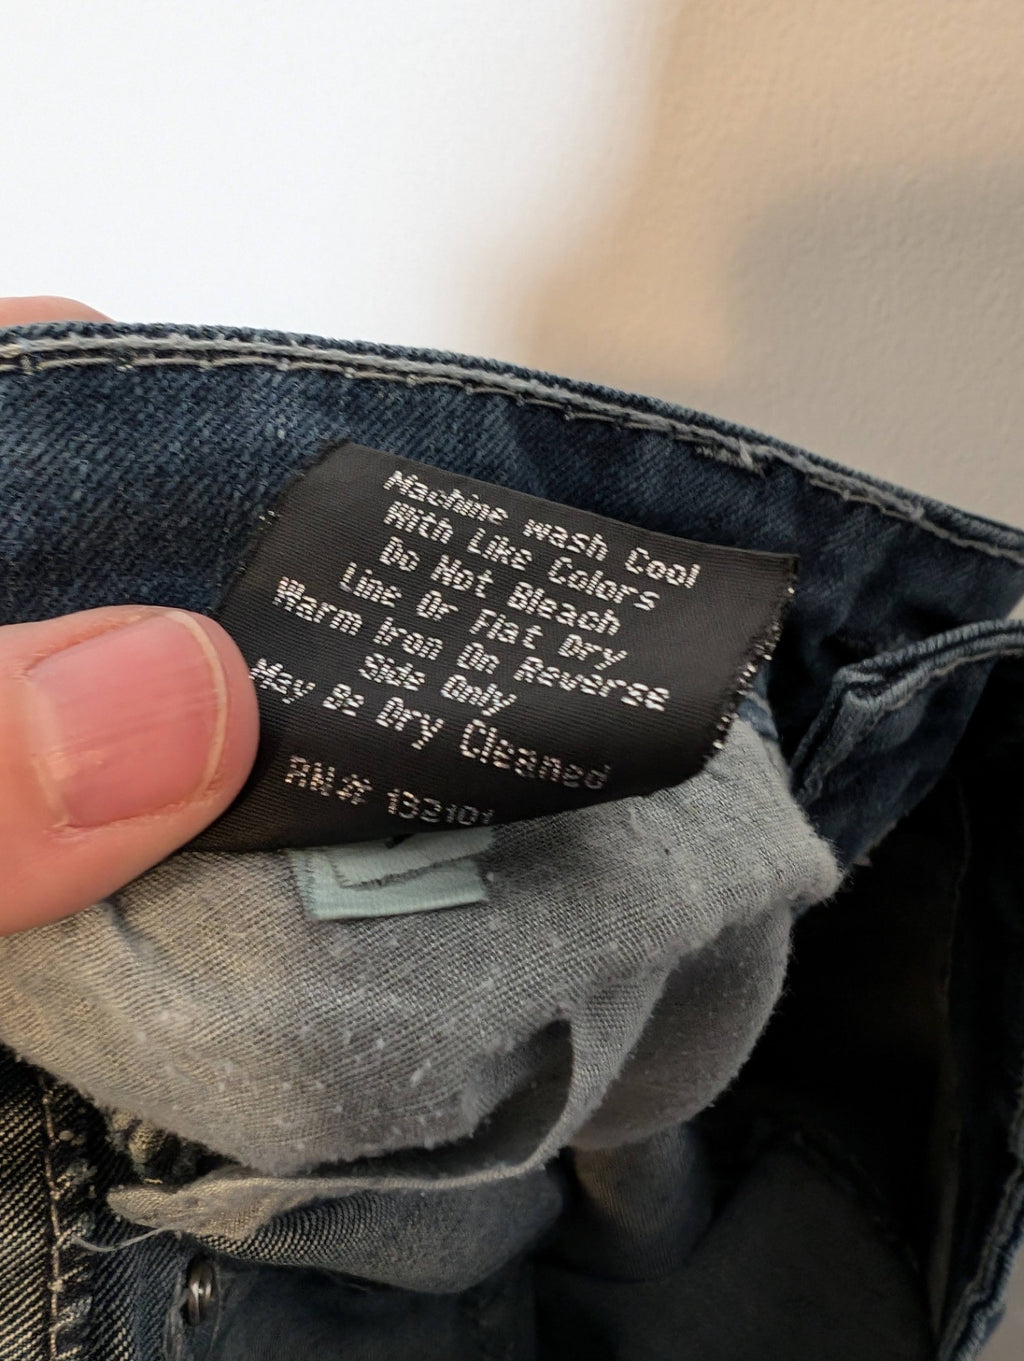 Machine wash Cool
With Like Colors
Do Not Bleach
Line Or Flat Dry
Warm Iron On Reverse
Side Only
May Be Dry Cleaned
RN# 132101